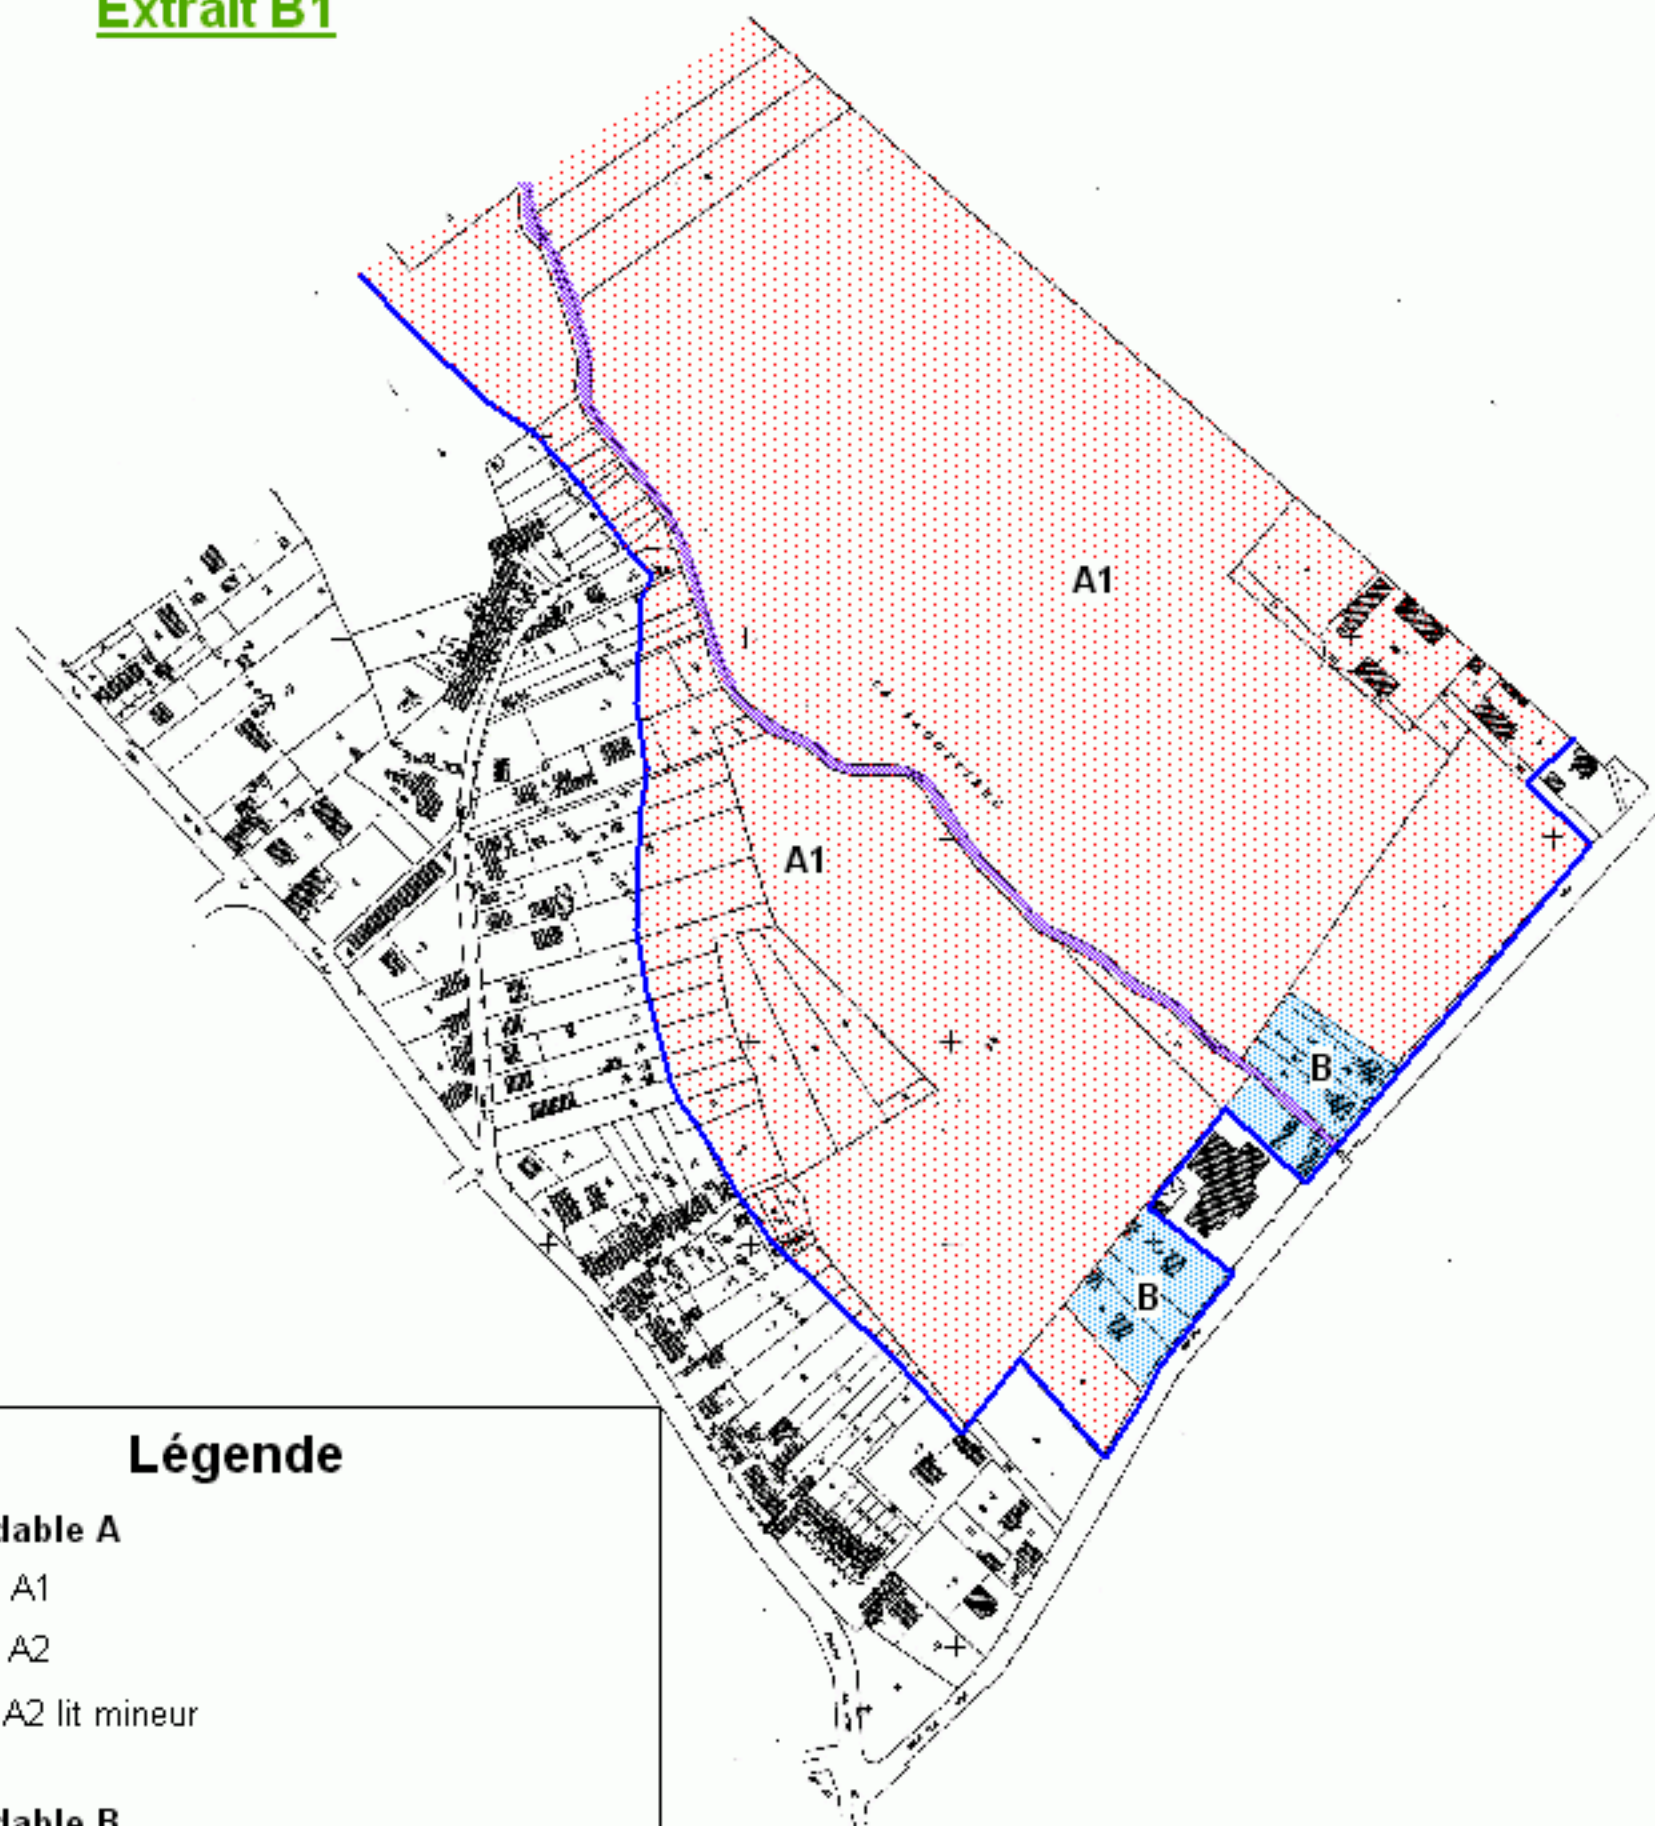 Extrait B1
A1
A1
B
B
Légende
dable A
A1
A2
A2 lit mineur
dable B